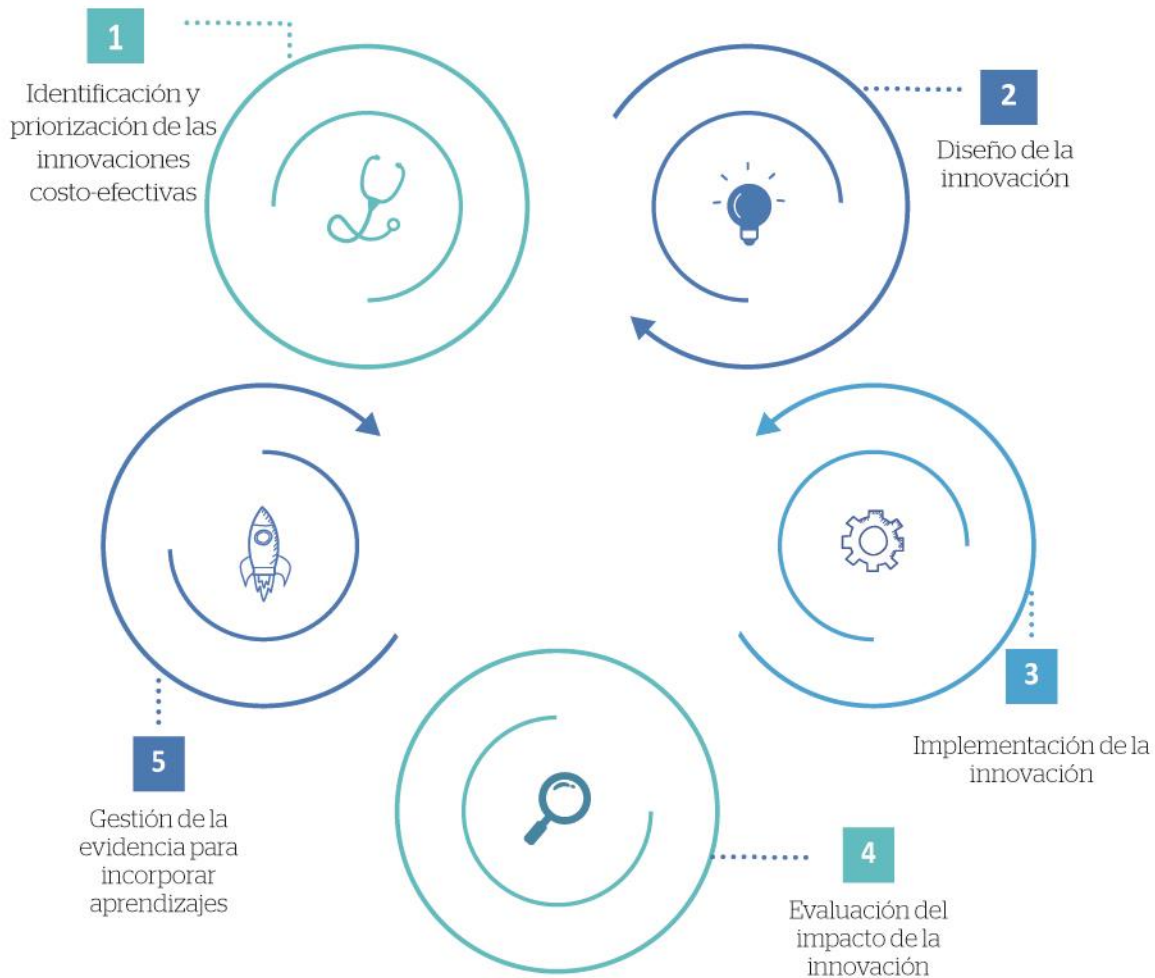 1
Identificación y
priorización de las
innovaciones
costo-efectivas
2
Diseño de la
innovación
3
Implementación de la
innovación
4
Evaluación del
impacto de la
innovación
5
Gestión de la
evidencia para
incorporar
aprendizajes